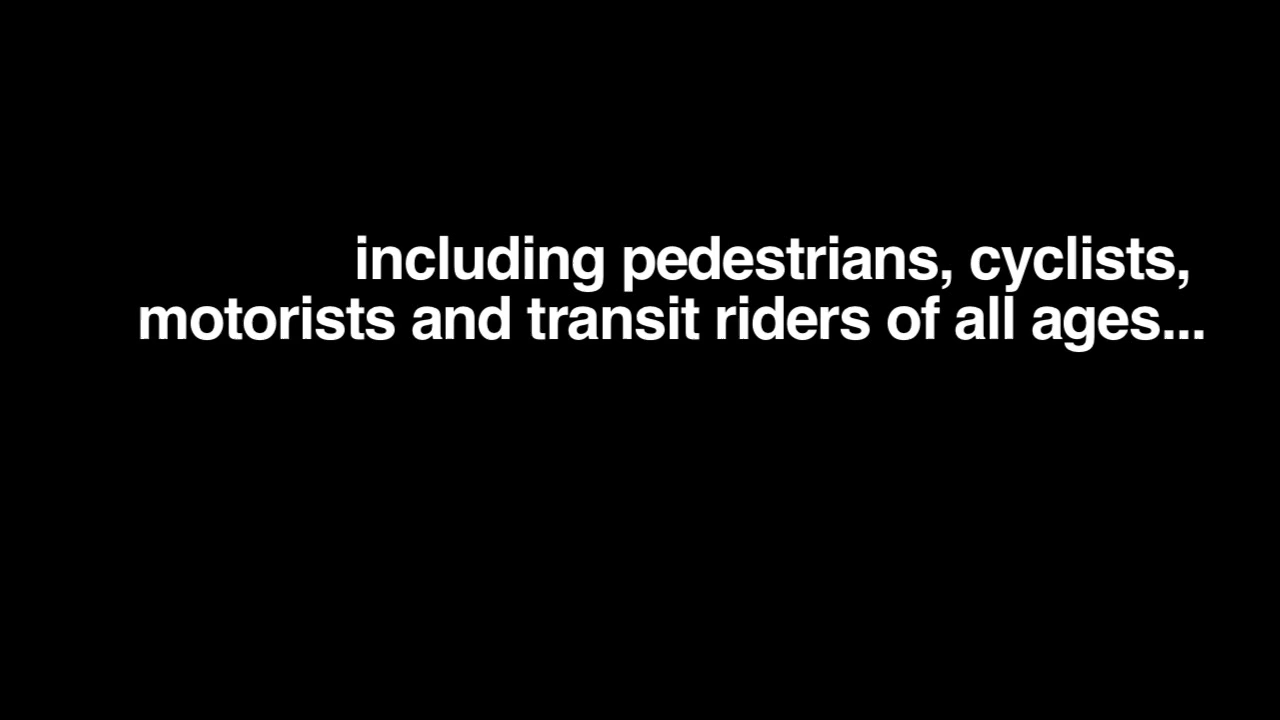 including pedestrians, cyclists,
motorists and transit riders of all ages...